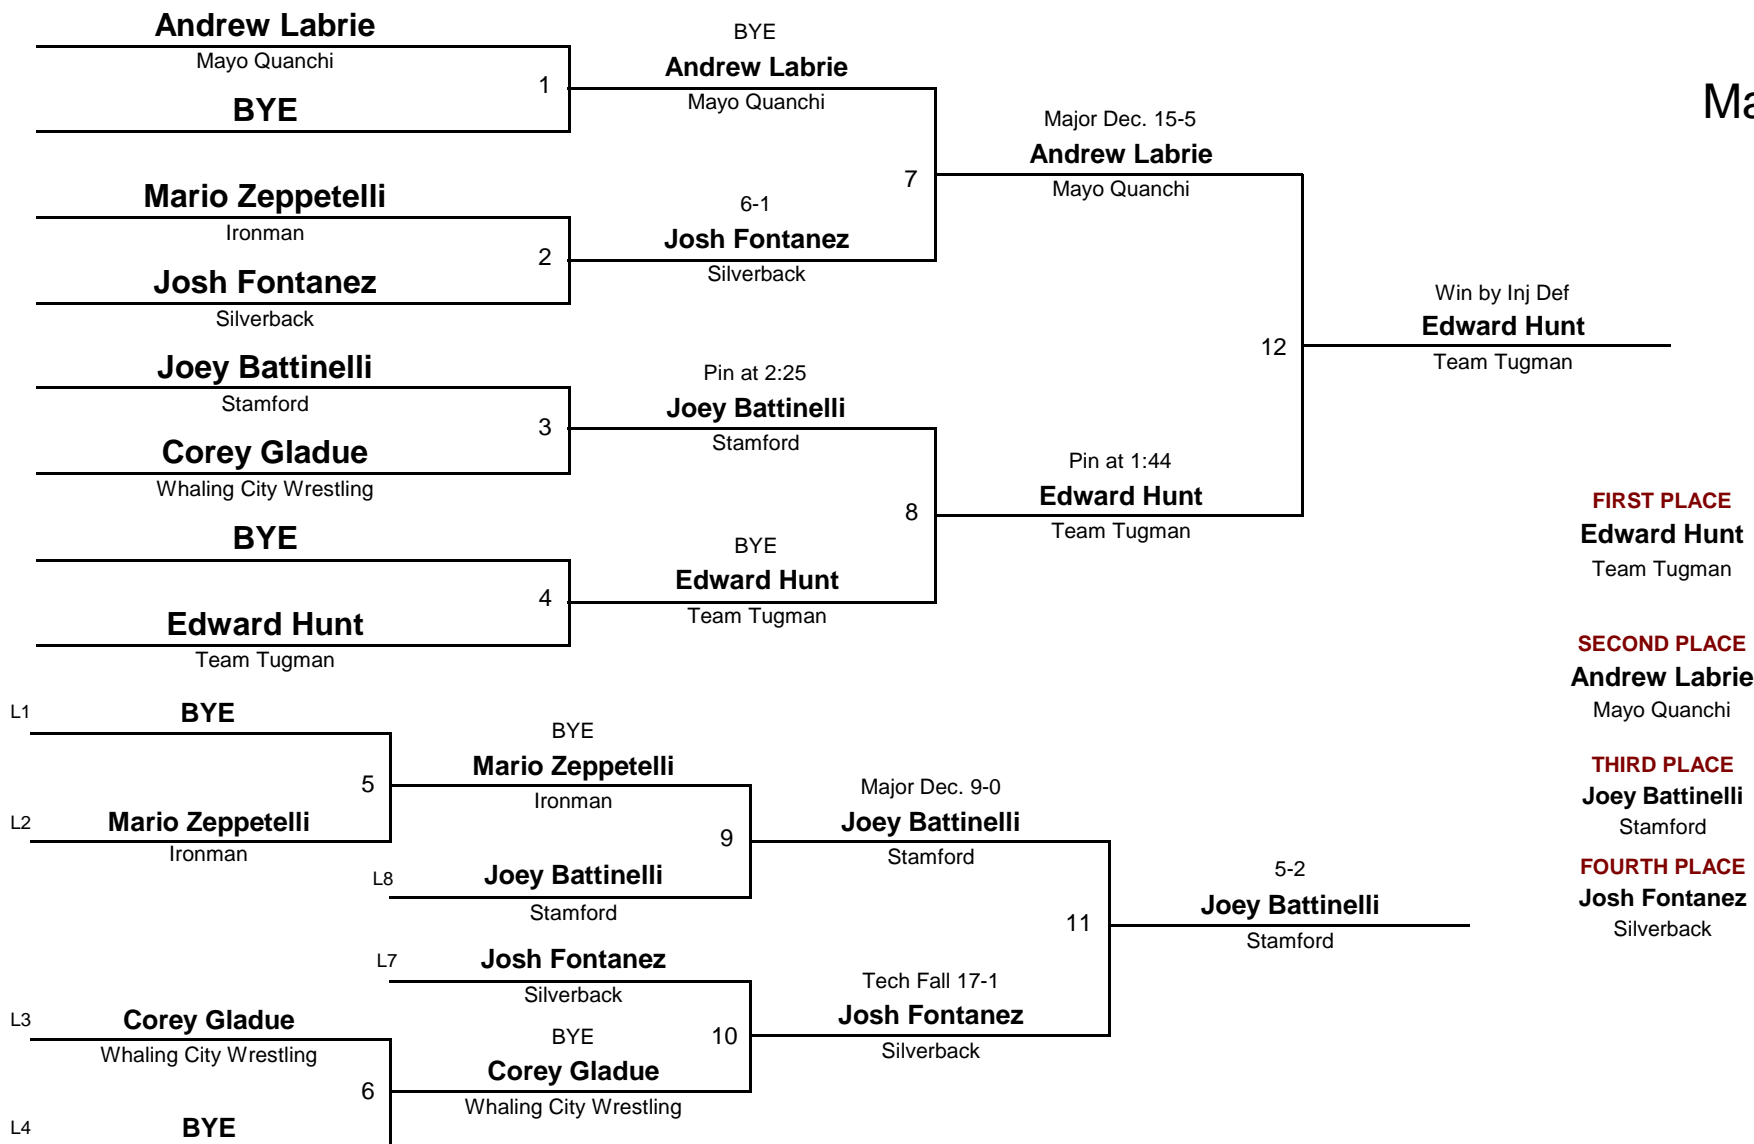 Andrew Labrie
Mayo Quanchi
1
BYE
BYE
Andrew Labrie
Mayo Quanchi
Mario Zeppetelli
Ironman
2
Josh Fontanez
Silverback
6-1
Josh Fontanez
Silverback
7
Major Dec. 15-5
Andrew Labrie
Mayo Quanchi
Ma
Joey Battinelli
Stamford
3
Corey Gladue
Whaling City Wrestling
Pin at 2:25
Joey Battinelli
Stamford
BYE
4
Edward Hunt
Team Tugman
BYE
Edward Hunt
Team Tugman
8
Pin at 1:44
Edward Hunt
Team Tugman
12
Win by Inj Def
Edward Hunt
Team Tugman
FIRST PLACE
Edward Hunt
Team Tugman
SECOND PLACE
Andrew Labrie
Mayo Quanchi
THIRD PLACE
Joey Battinelli
Stamford
FOURTH PLACE
Josh Fontanez
Silverback
L1
BYE
5
L2
Mario Zeppetelli
Ironman
BYE
Mario Zeppetelli
Ironman
9
L8
Joey Battinelli
Stamford
Major Dec. 9-0
Joey Battinelli
Stamford
L7
Josh Fontanez
Silverback
L3
Corey Gladue
Whaling City Wrestling
6
L4
BYE
BYE
Corey Gladue
Whaling City Wrestling
10
Tech Fall 17-1
Josh Fontanez
Silverback
11
5-2
Joey Battinelli
Stamford